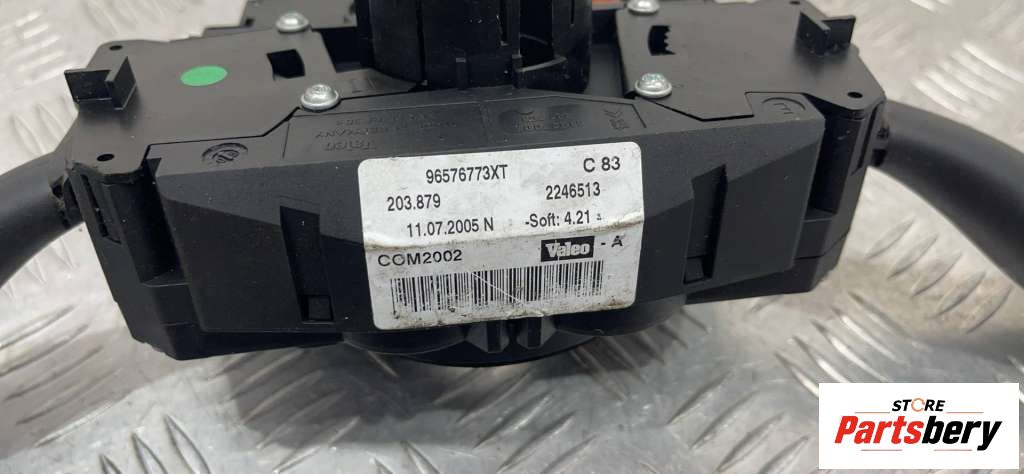 96576773XT C 83
203.879 2246513
11.07.2005 N -Soft: 4.21
COM2002 Valeo - A
STORE
Partsbery